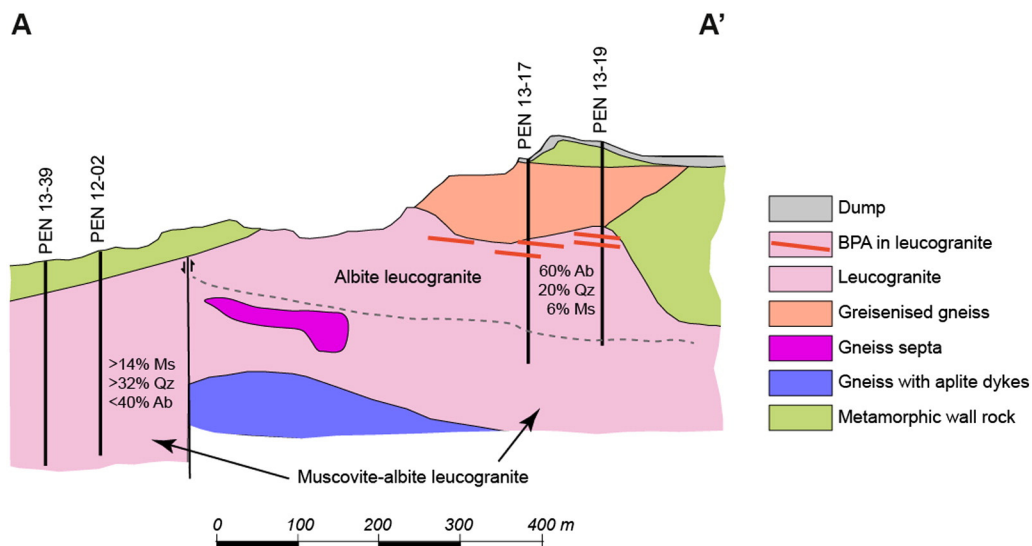 A
A’
PEN 13-39
PEN 12-02
PEN 13-17
PEN 13-19
Albite leucogranite
60% Ab
20% Qz
6% Ms
>14% Ms
>32% Qz
<40% Ab
Muscovite-albite leucogranite
0 100 200 300 400 m
Dump
BPA in leucogranite
Leucogranite
Greisenised gneiss
Gneiss septa
Gneiss with aplite dykes
Metamorphic wall rock